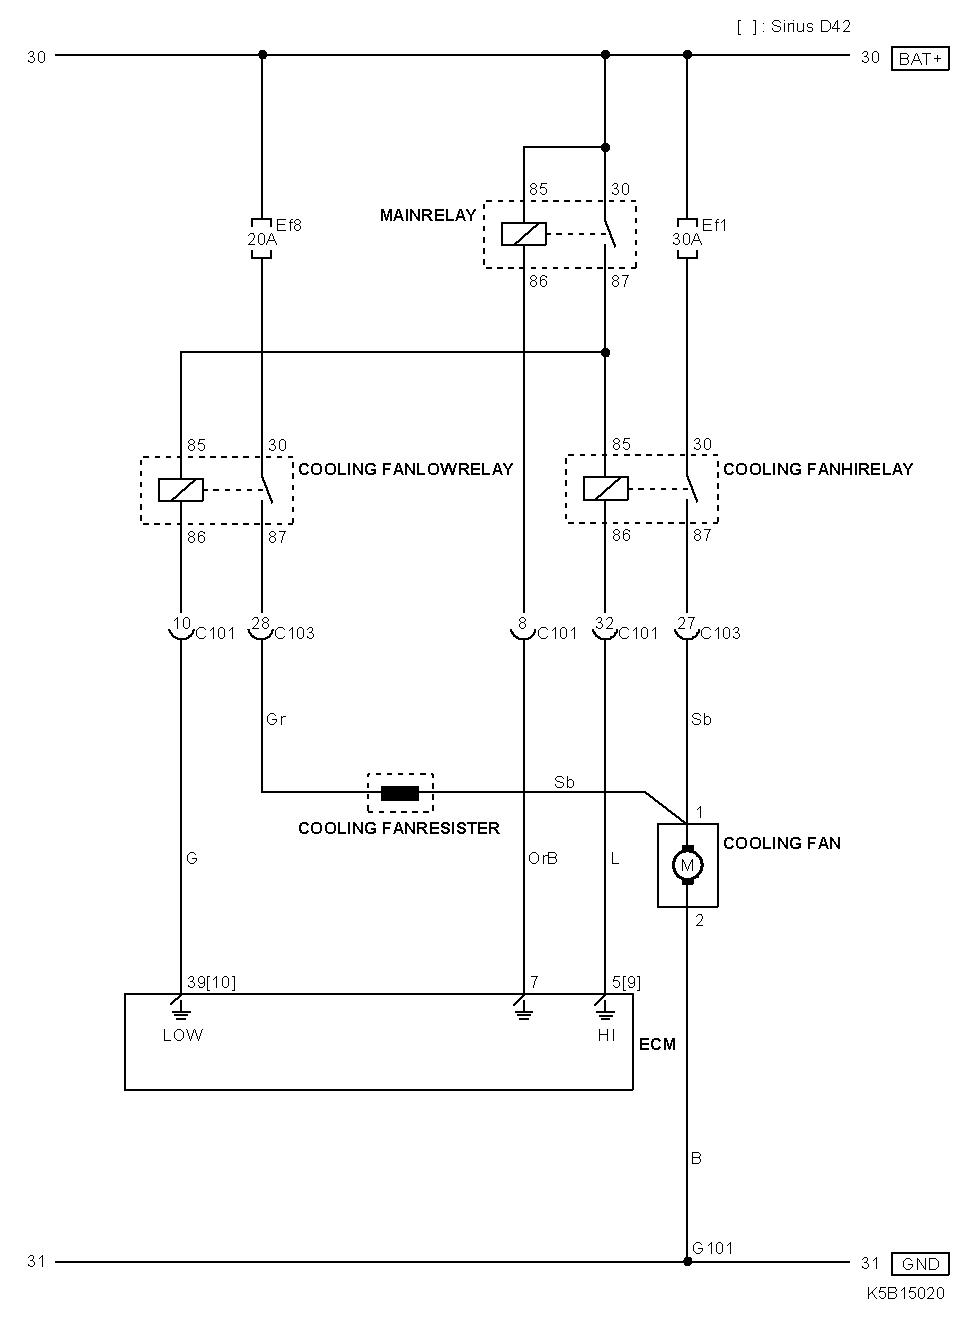 [ ] : Sirius D42
30
30 BAT+
85 30
MAINRELAY
Ef8
20A
Ef1
30A
86 87
85 30
85 30
COOLING FANLOWRELAY
COOLING FANHIRELAY
86 87
86 87
10 C101
28 C103
8 C101
32 C101
27 C103
Gr
Sb
Sb
1
COOLING FANRESISTER
COOLING FAN
M
G
OrB
L
2
39[10]
7
5[9]
LOW
HI
ECM
B
G101
31
31 GND
K5B15020